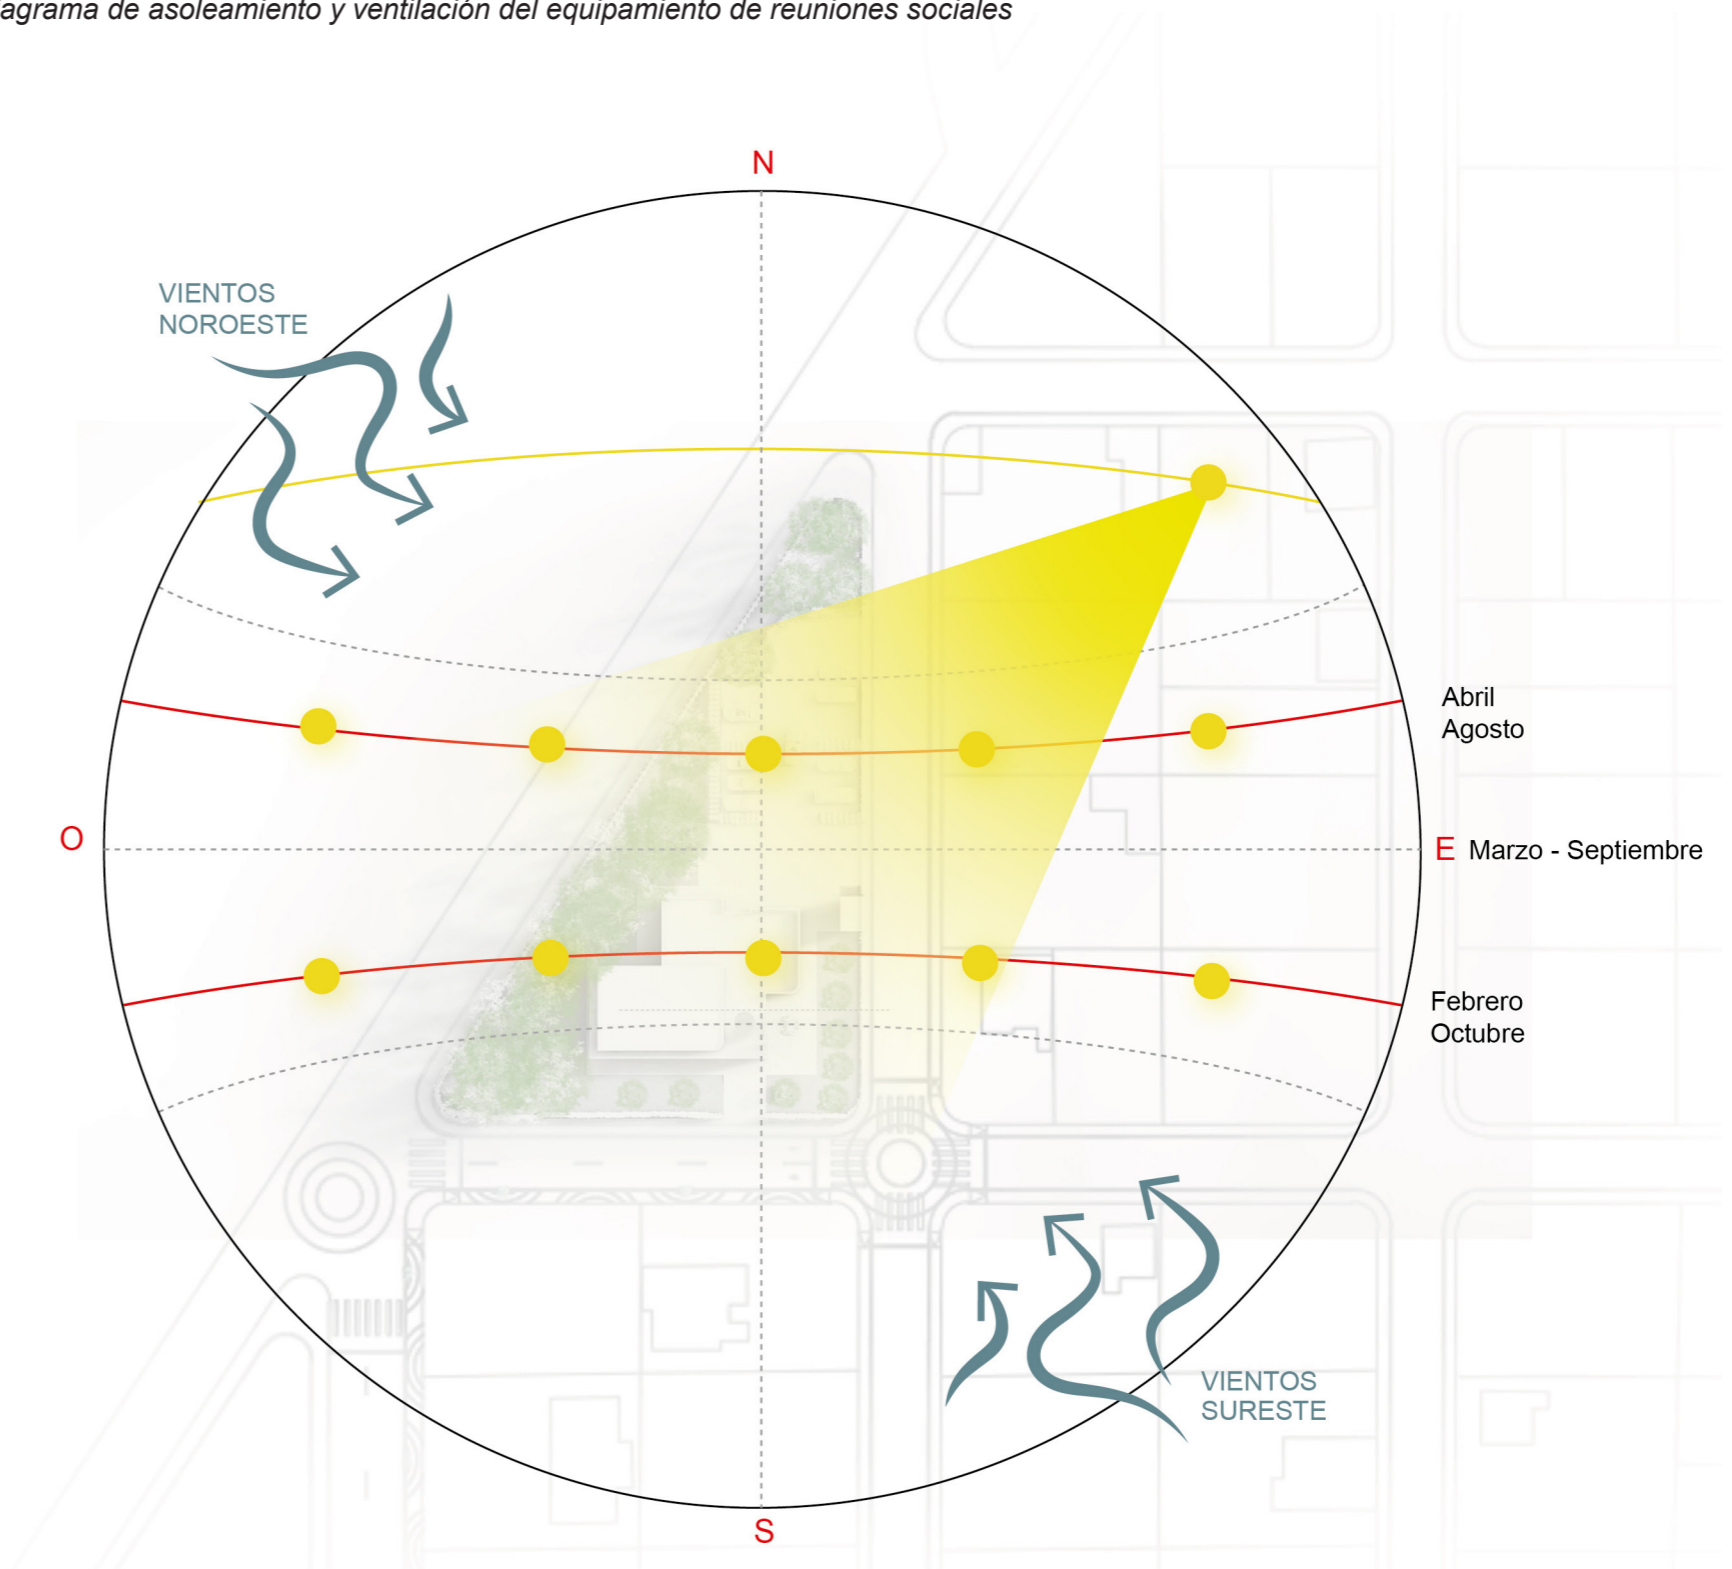 agrama de asoleamiento y ventilación del equipamiento de reuniones sociales
N
VIENTOS
NOROESTE
Abril
Agosto
O
E Marzo - Septiembre
Febrero
Octubre
VIENTOS
SURESTE
S